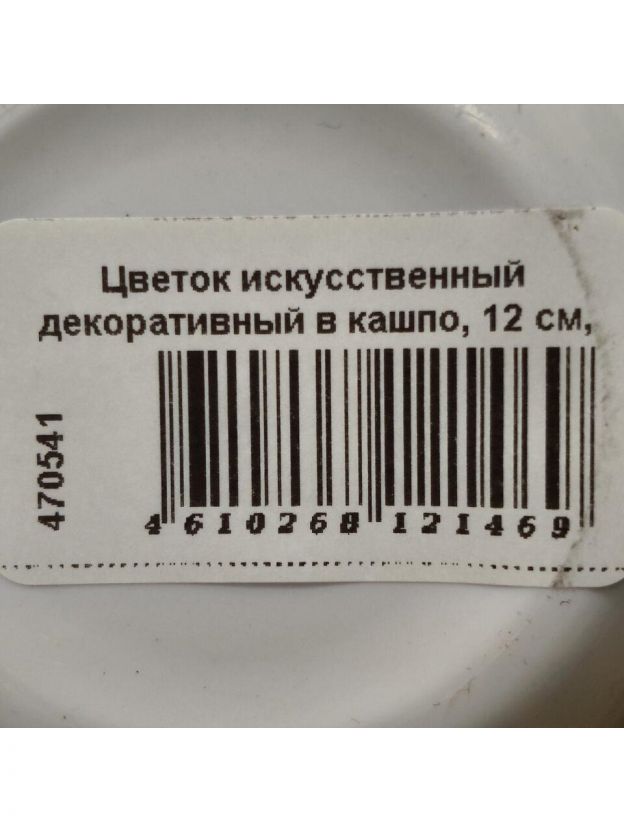 Цветок искусственный
декоративный в кашпо, 12 см,
470541
4 610268 121469